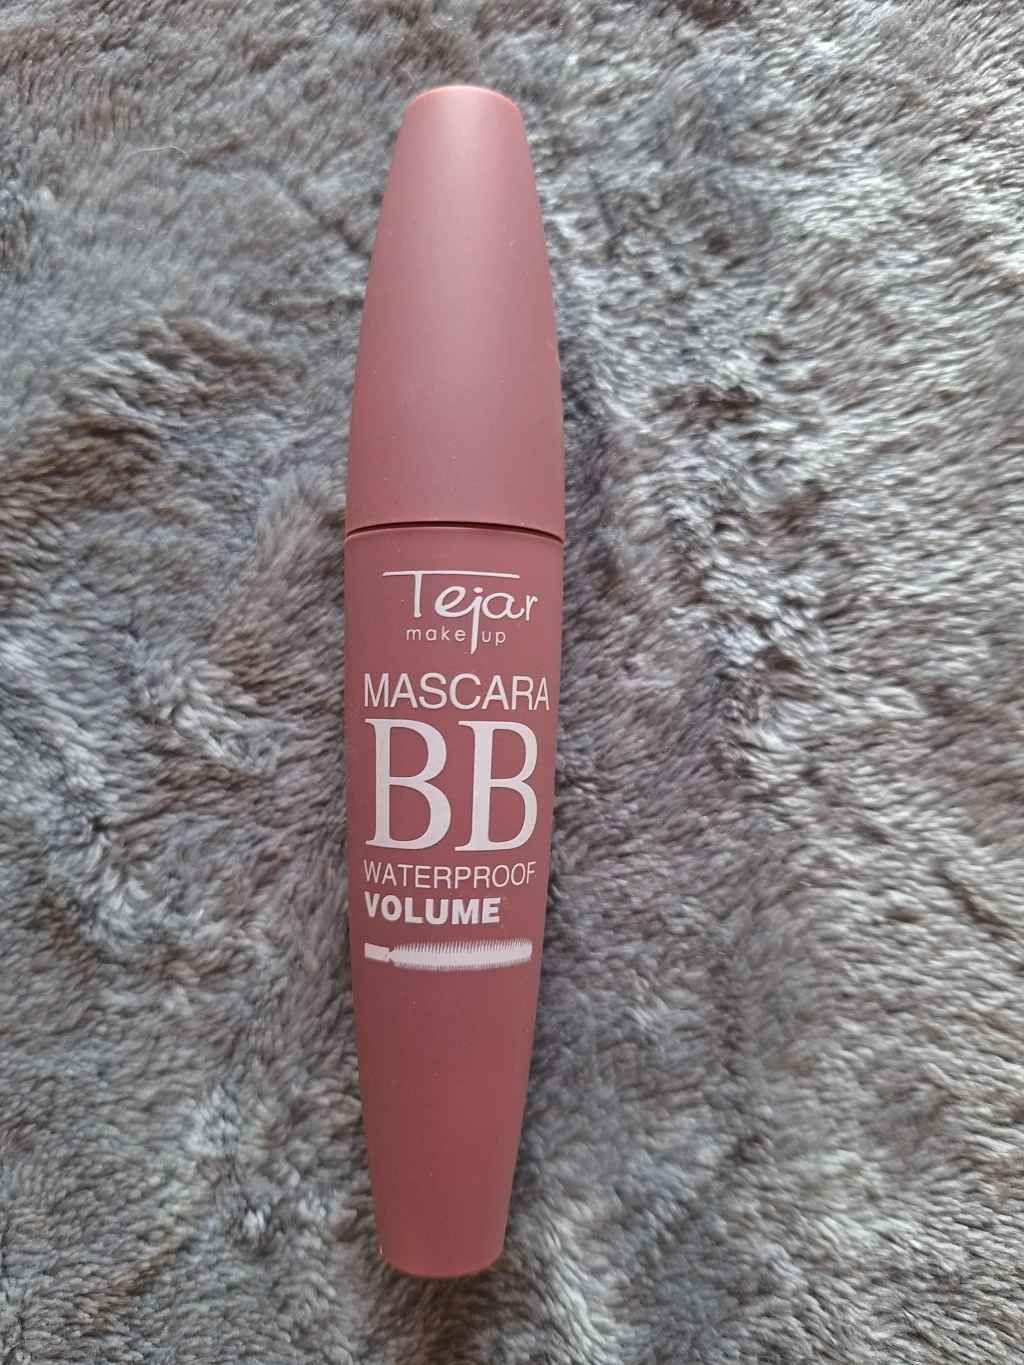 Tejar
make up
MASCARA
BB
WATERPROOF
VOLUME